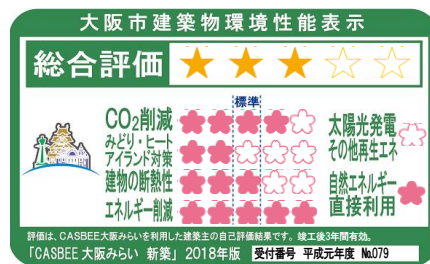 大阪市建築物環境性能表示
総合評価
標準
CO2削減
みどり・ヒート
アイランド対策
建物の断熱性
エネルギー削減
太陽光発電
その他再生エネ
自然エネルギー
直接利用
評価は、CASBEE大阪みらいを利用した建築主の自己評価結果です。竣工後3年間有効。
「CASBEE大阪みらい 新築」2018年版 受付番号 平成元年度 №079